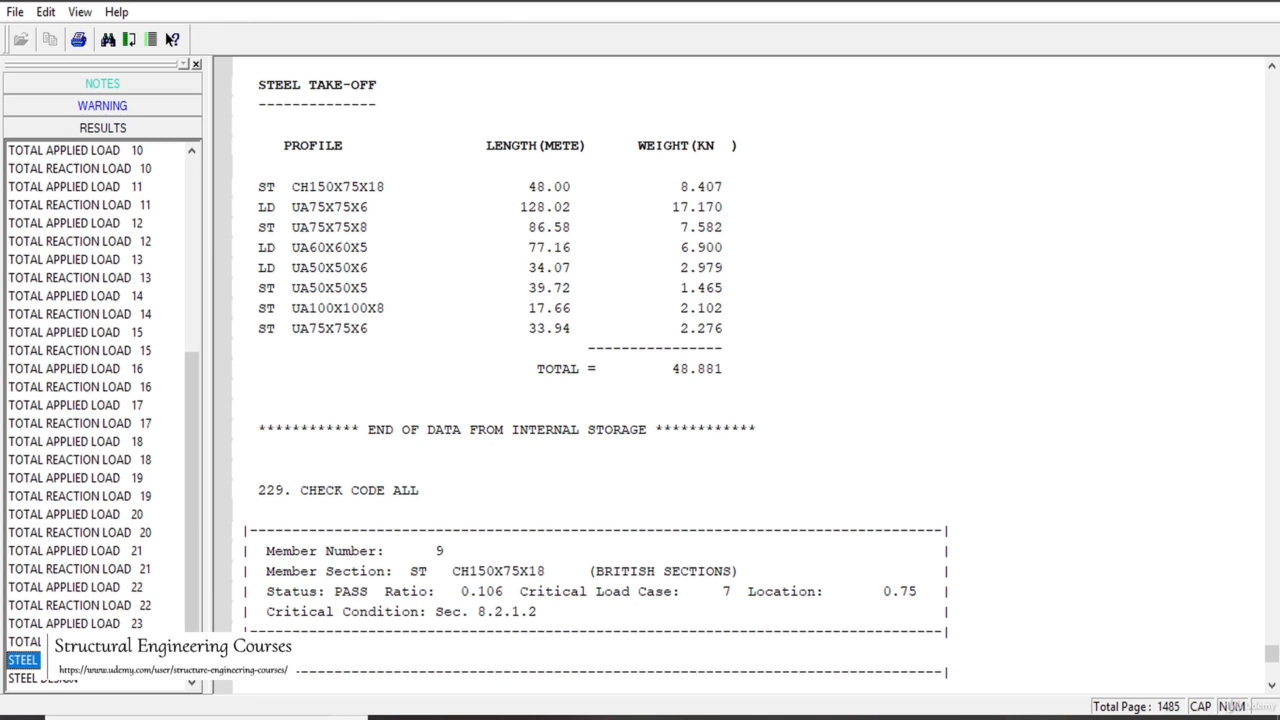 File Edit View Help
NOTES
WARNING
RESULTS
TOTAL APPLIED LOAD 10
TOTAL REACTION LOAD 10
TOTAL APPLIED LOAD 11
TOTAL REACTION LOAD 11
TOTAL APPLIED LOAD 12
TOTAL REACTION LOAD 12
TOTAL APPLIED LOAD 13
TOTAL REACTION LOAD 13
TOTAL APPLIED LOAD 14
TOTAL REACTION LOAD 14
TOTAL APPLIED LOAD 15
TOTAL REACTION LOAD 15
TOTAL APPLIED LOAD 16
TOTAL REACTION LOAD 16
TOTAL APPLIED LOAD 17
TOTAL REACTION LOAD 17
TOTAL APPLIED LOAD 18
TOTAL REACTION LOAD 18
TOTAL APPLIED LOAD 19
TOTAL REACTION LOAD 19
TOTAL APPLIED LOAD 20
TOTAL REACTION LOAD 20
TOTAL APPLIED LOAD 21
TOTAL REACTION LOAD 21
TOTAL APPLIED LOAD 22
TOTAL REACTION LOAD 22
TOTAL APPLIED LOAD 23
TOTAL
STEEL
STEEL DESIGN
STEEL TAKE-OFF
--------------
PROFILE LENGTH(METE) WEIGHT(KN )
ST CH150X75X18 48.00 8.407
LD UA75X75X6 128.02 17.170
ST UA75X75X8 86.58 7.582
LD UA60X60X5 77.16 6.900
LD UA50X50X6 34.07 2.979
ST UA50X50X5 39.72 1.465
ST UA100X100X8 17.66 2.102
ST UA75X75X6 33.94 2.276
----------------
TOTAL = 48.881
************ END OF DATA FROM INTERNAL STORAGE ************
229. CHECK CODE ALL
|----------------------------------------------------------------------------------|
| Member Number: 9 |
| Member Section: ST CH150X75X18 (BRITISH SECTIONS) |
| Status: PASS Ratio: 0.106 Critical Load Case: 7 Location: 0.75 |
| Critical Condition: Sec. 8.2.1.2 |
|----------------------------------------------------------------------------------|
Structural Engineering Courses
https://www.udemy.com/user/structure-engineering-courses/
Total Page : 1485 CAP NUM